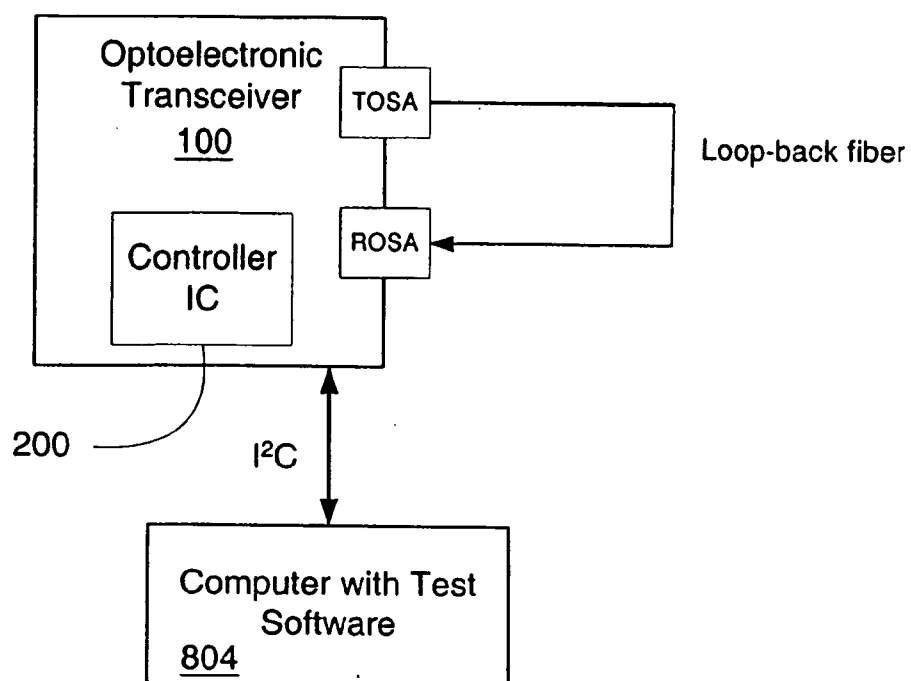 Optoelectronic
Transceiver
100
TOSA
Loop-back fiber
ROSA
Controller
IC
200
I²C
Computer with Test
Software
804